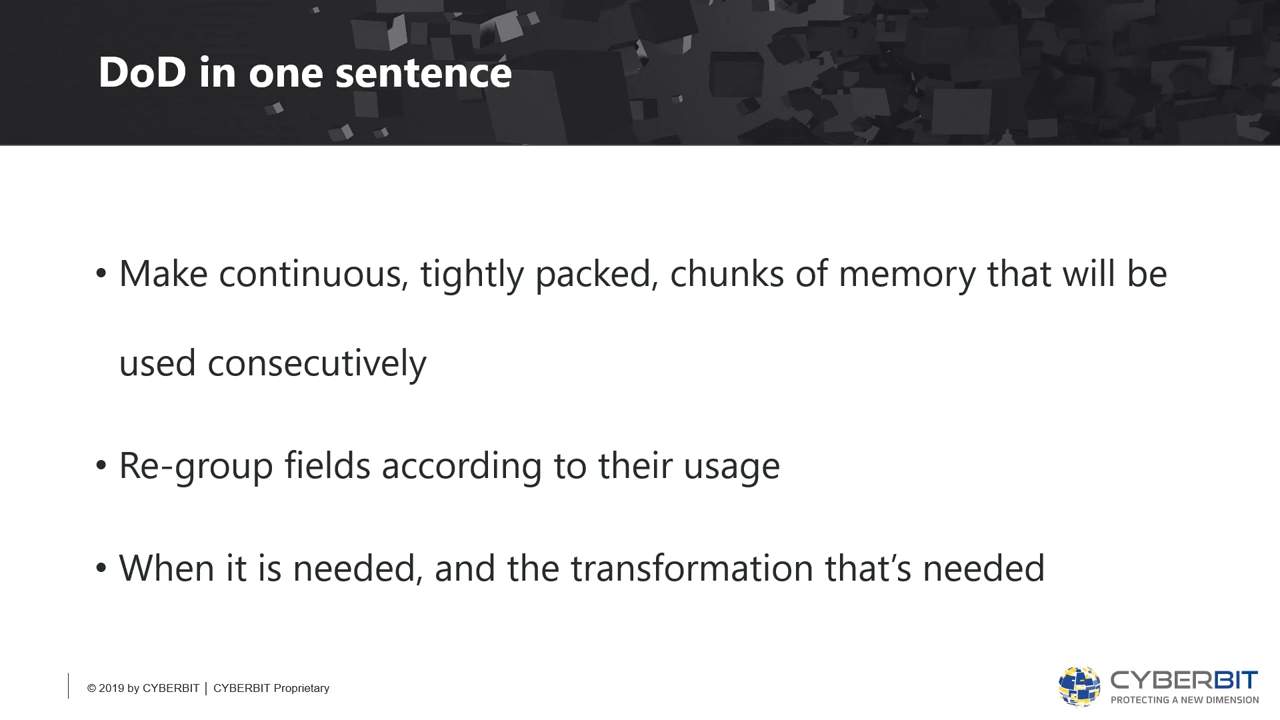 DoD in one sentence
• Make continuous, tightly packed, chunks of memory that will be
used consecutively
• Re-group fields according to their usage
• When it is needed, and the transformation that’s needed
© 2019 by CYBERBIT | CYBERBIT Proprietary
CYBERBIT
PROTECTING A NEW DIMENSION